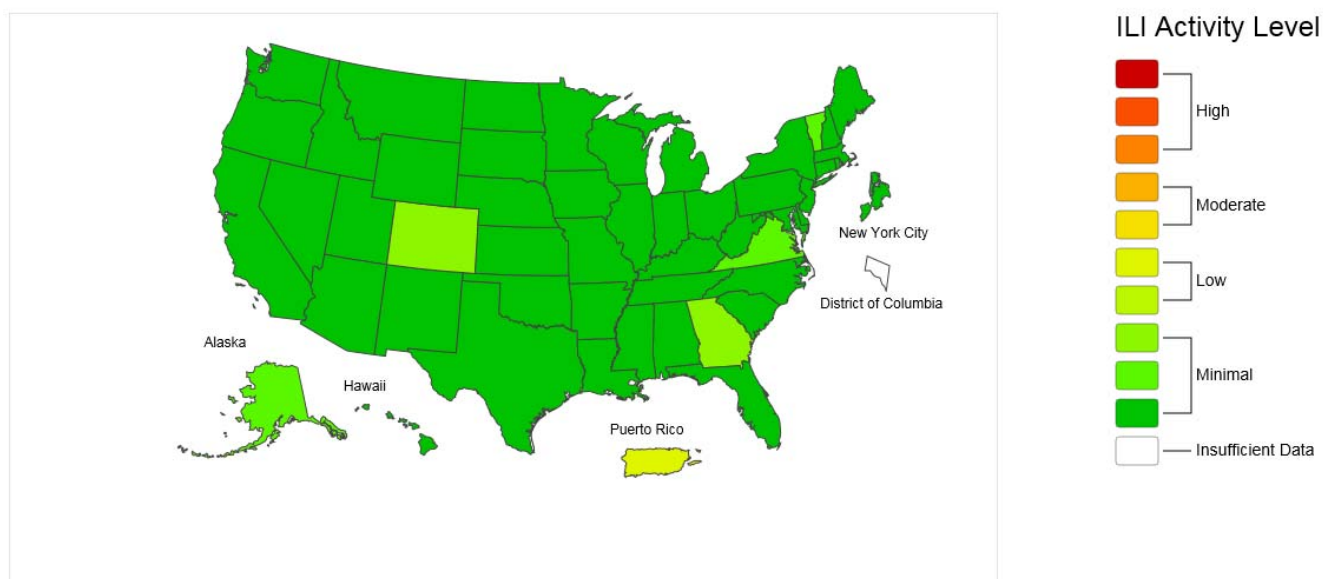 ILI Activity Level
High
Moderate
Low
Minimal
Insufficient Data
New York City
District of Columbia
Alaska
Hawaii
Puerto Rico